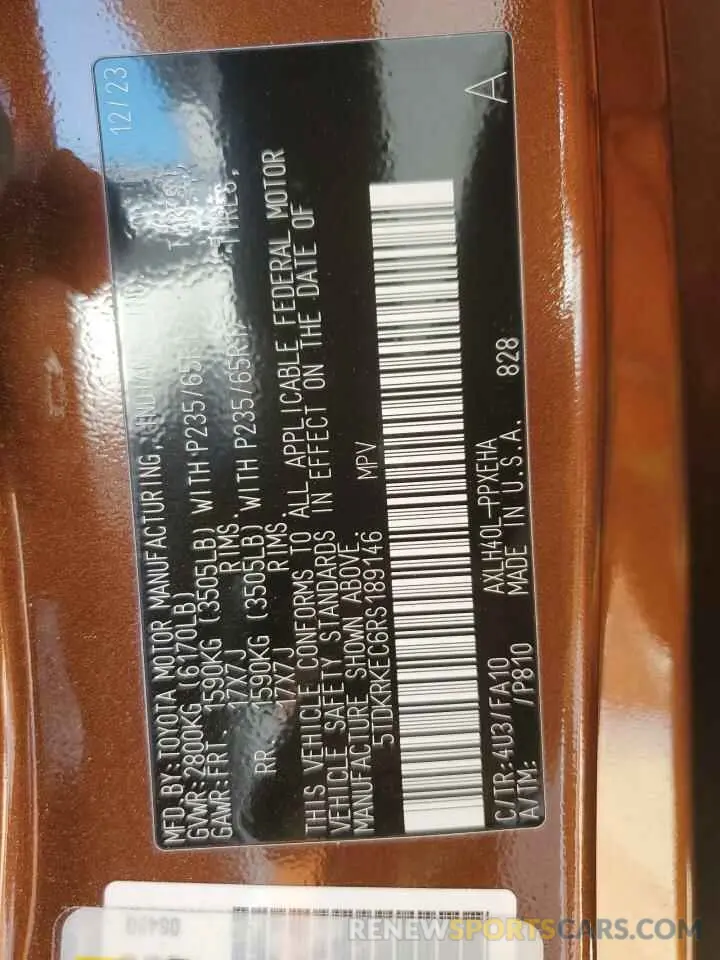 MFD BY: TOYOTA MOTOR MANUFACTURING, 12/23
GVWR: 2800KG (6170LB)
GAWR: FRT 1590KG (3505LB) WITH P235/65 TIRES,
17X7J RIMS.
RR 1590KG (3505LB) WITH P235/65R TIRES,
17X7J RIMS.
THIS VEHICLE CONFORMS TO ALL APPLICABLE FEDERAL MOTOR
VEHICLE SAFETY STANDARDS IN EFFECT ON THE DATE OF
MANUFACTURE SHOWN ABOVE.
5TDKRKEC6RS189146 MPV
A
C/TR: 4U3/FA10 AXLH40L-PPXEHA
A/TM: /P810 MADE IN U.S.A. 828
RENEWSPORTSCARS.COM